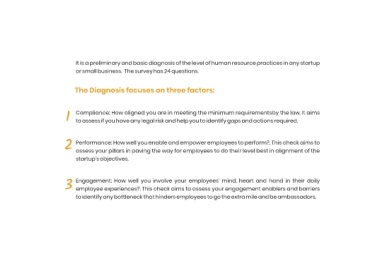 It is a preliminary and basic diagnosis of the level of human resource practices in any startup
or small business. The survey has 24 questions.
The Diagnosis focuses on three factors:
1 Compliance; How aligned you are in meeting the minimum requirements by the law. It aims
to assess if you have any legal risk and help you to identify gaps and actions required.
2 Performance; How well you enable and empower employees to perform?. This check aims to
assess your pillars in paving the way for employees to do their level best in alignment of the
startup's objectives.
3 Engagement; How well you involve your employees' mind, heart and hand in their daily
employee experiences?. This check aims to assess your engagement enablers and barriers
to identify any bottleneck that hinders employees to go the extra mile and be ambassadors.